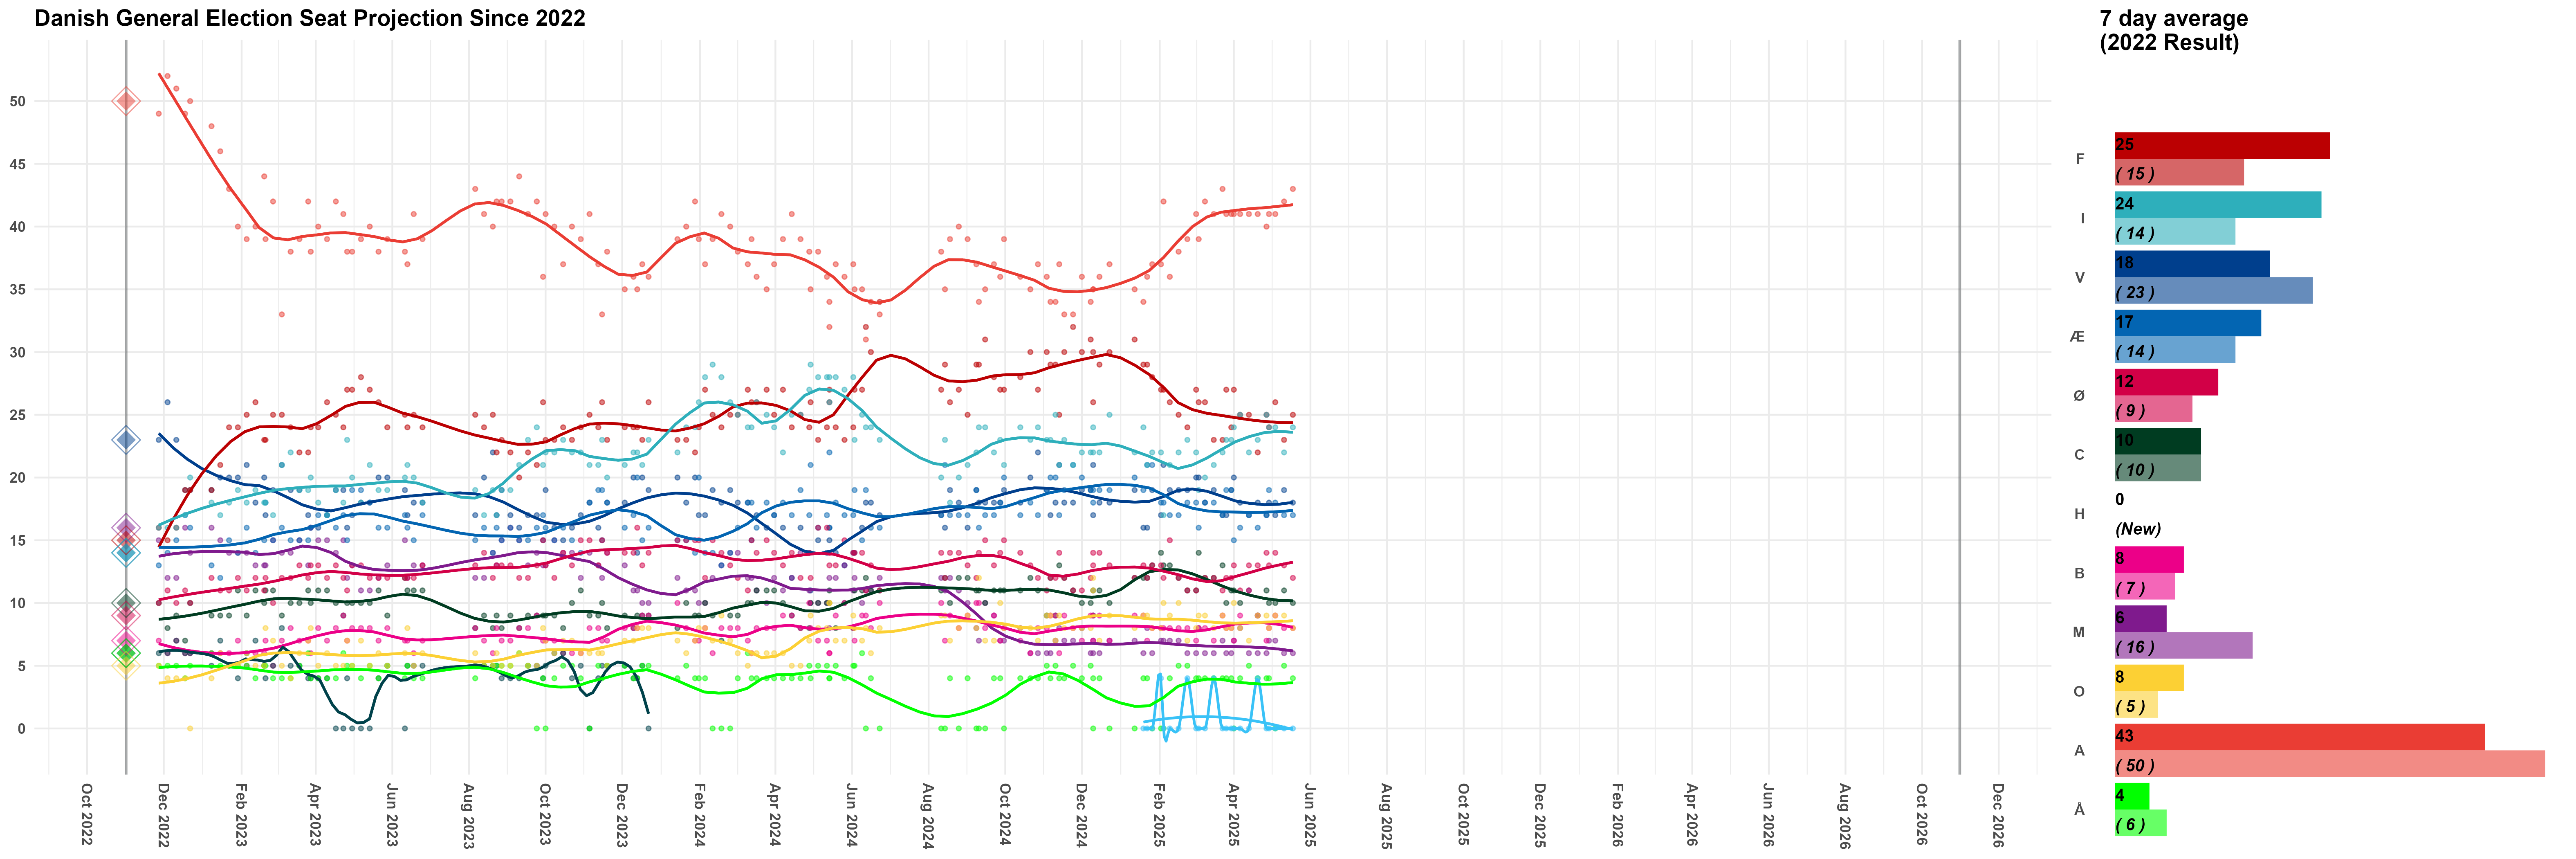 Danish General Election Seat Projection Since 2022
7 day average
(2022 Result)
50
45
40
35
30
25
20
15
10
5
0
Oct 2022
Dec 2022
Feb 2023
Apr 2023
Jun 2023
Aug 2023
Oct 2023
Dec 2023
Feb 2024
Apr 2024
Jun 2024
Aug 2024
Oct 2024
Dec 2024
Feb 2025
Apr 2025
Jun 2025
Aug 2025
Oct 2025
Dec 2025
Feb 2026
Apr 2026
Jun 2026
Aug 2026
Oct 2026
Dec 2026
F
25
( 15 )
I
24
( 14 )
V
18
( 23 )
Æ
17
( 14 )
Ø
12
( 9 )
C
10
( 10 )
H
0
(New)
B
8
( 7 )
M
6
( 16 )
O
8
( 5 )
A
43
( 50 )
Å
4
( 6 )